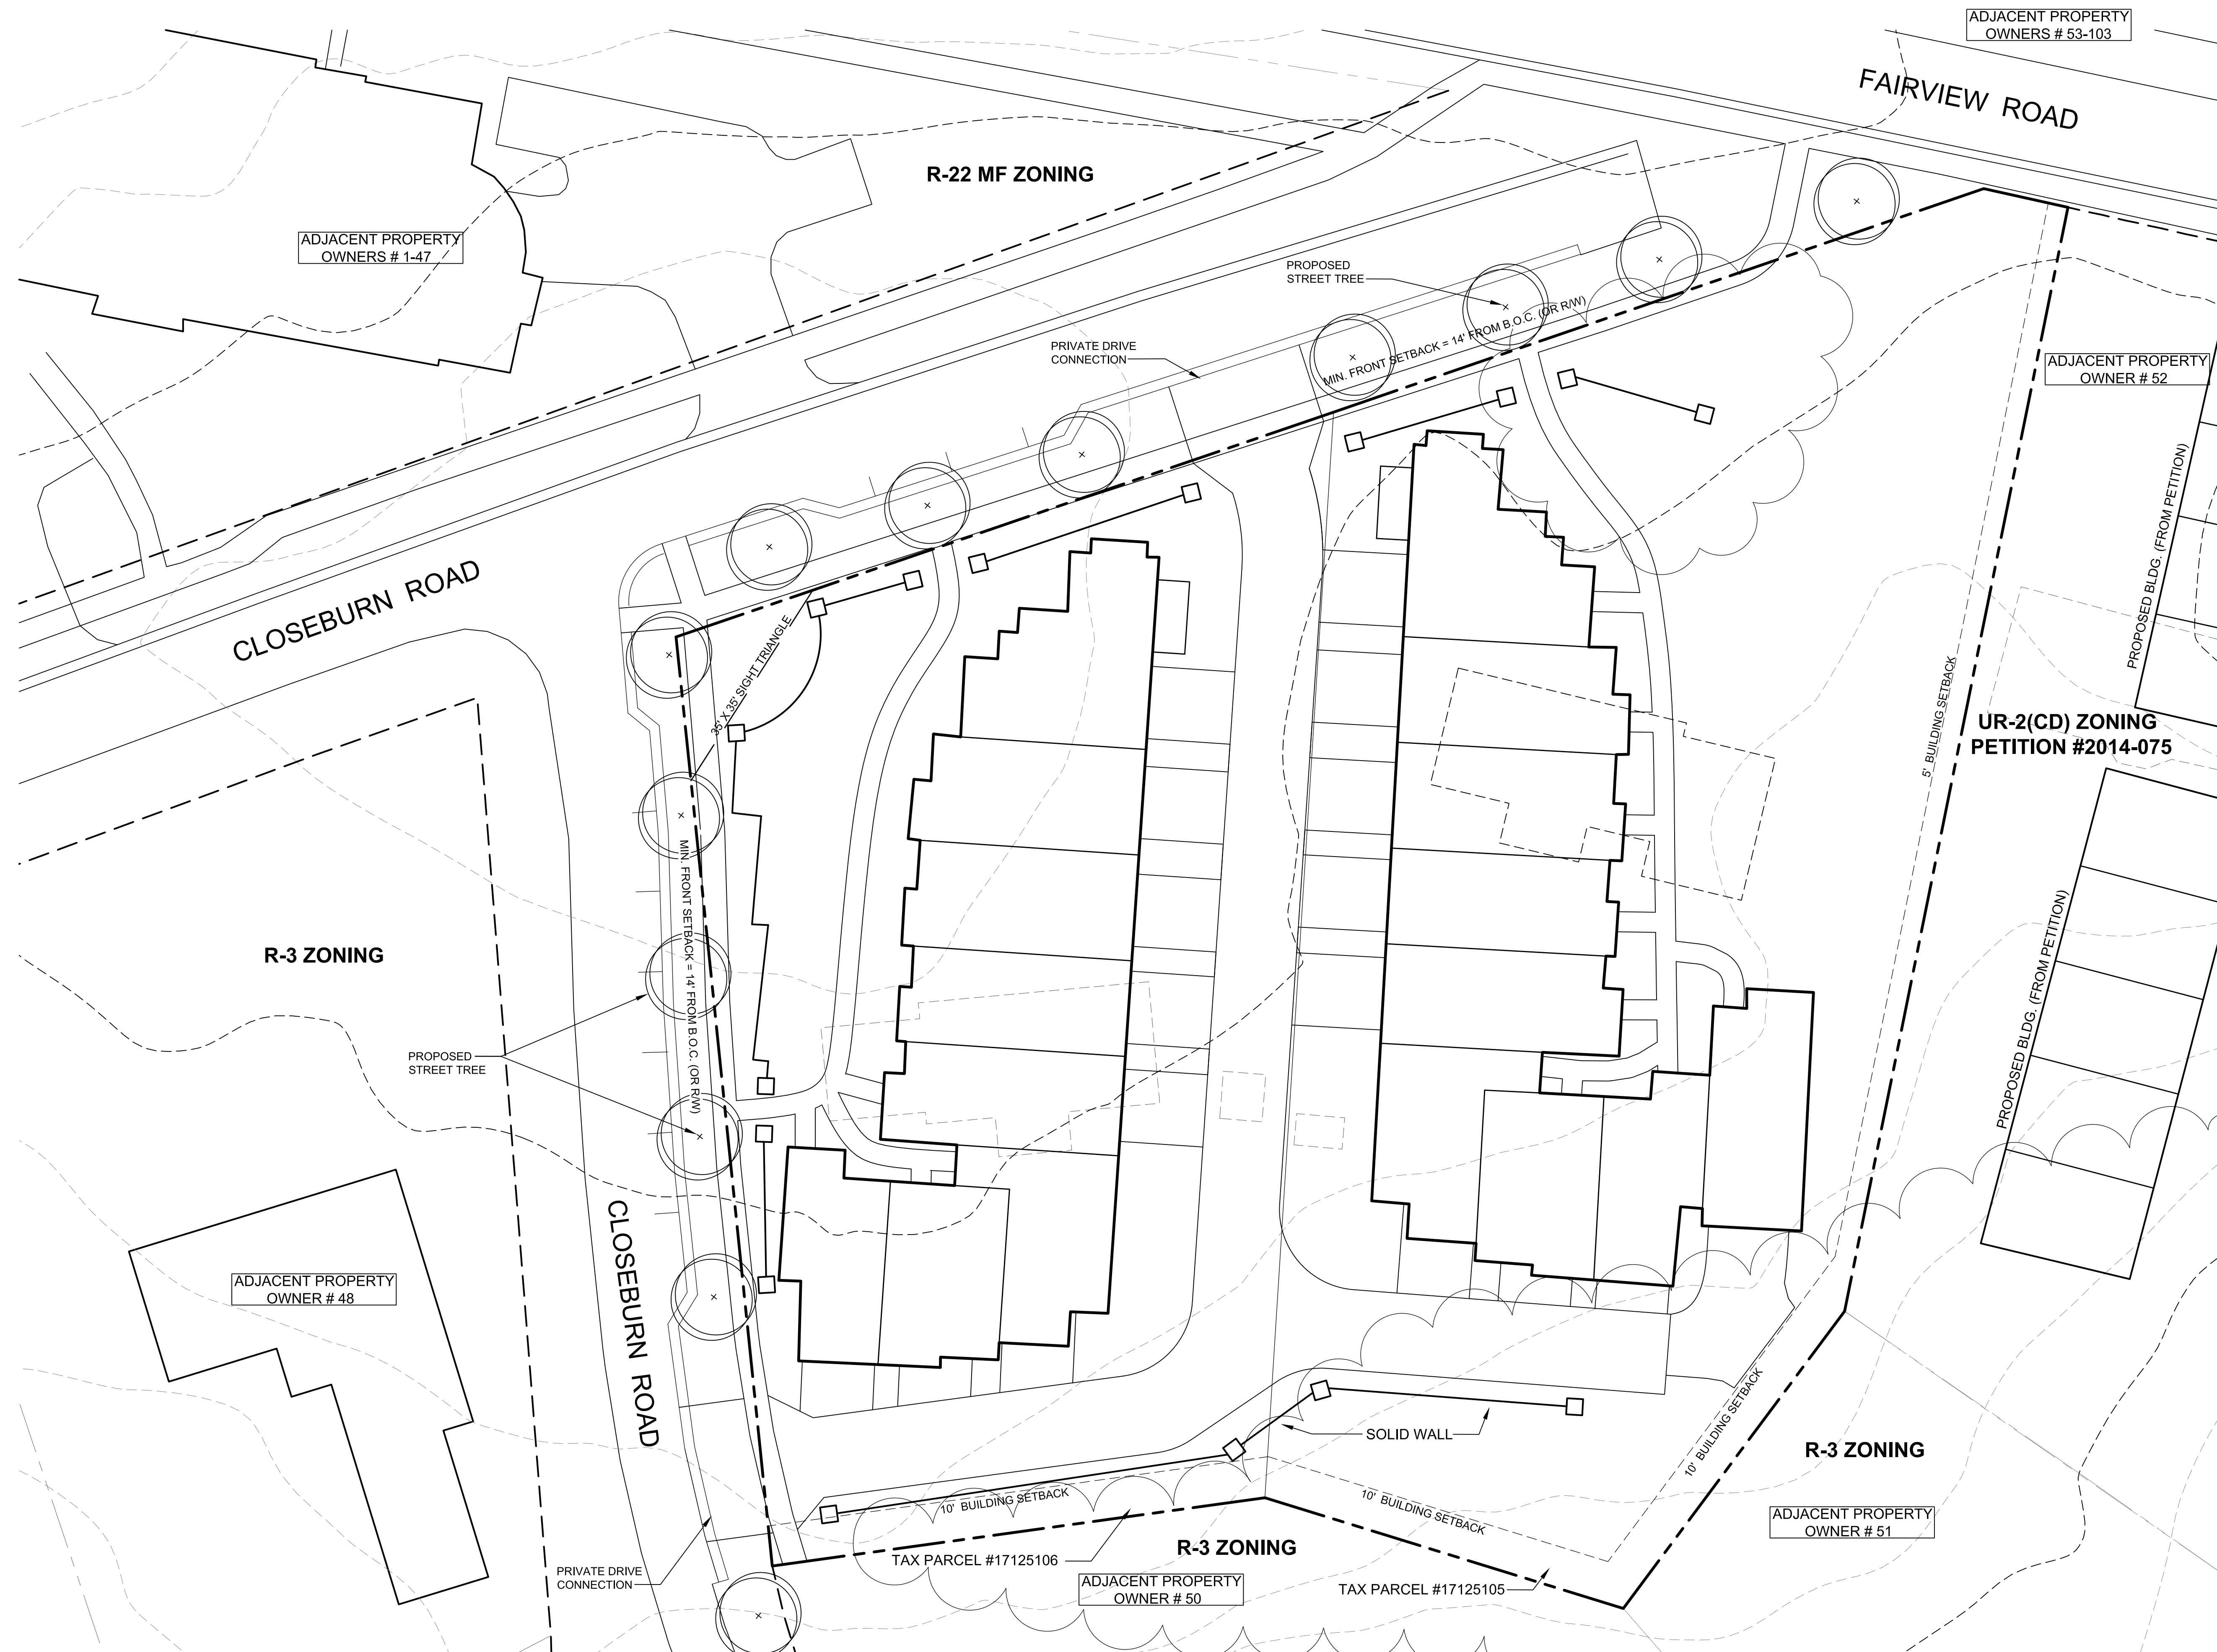 ADJACENT PROPERTY
OWNERS # 53-103
FAIRVIEW ROAD
R-22 MF ZONING
ADJACENT PROPERTY
OWNERS # 1-47
PROPOSED
STREET TREE
MIN. FRONT SETBACK = 14' FROM B.O.C. (OR R/W)
PRIVATE DRIVE
CONNECTION
ADJACENT PROPERTY
OWNER # 52
PROPOSED BLDG. (FROM PETITION)
CLOSEBURN ROAD
35' X 35' SIGHT TRIANGLE
5' BUILDING SETBACK
UR-2(CD) ZONING
PETITION #2014-075
MIN. FRONT SETBACK = 14' FROM B.O.C. (OR R/W)
R-3 ZONING
PROPOSED BLDG. (FROM PETITION)
PROPOSED
STREET TREE
ADJACENT PROPERTY
OWNER # 48
CLOSEBURN ROAD
10' BUILDING SETBACK
SOLID WALL
R-3 ZONING
10' BUILDING SETBACK
10' BUILDING SETBACK
ADJACENT PROPERTY
OWNER # 51
R-3 ZONING
TAX PARCEL #17125106
PRIVATE DRIVE
CONNECTION
ADJACENT PROPERTY
OWNER # 50
TAX PARCEL #17125105